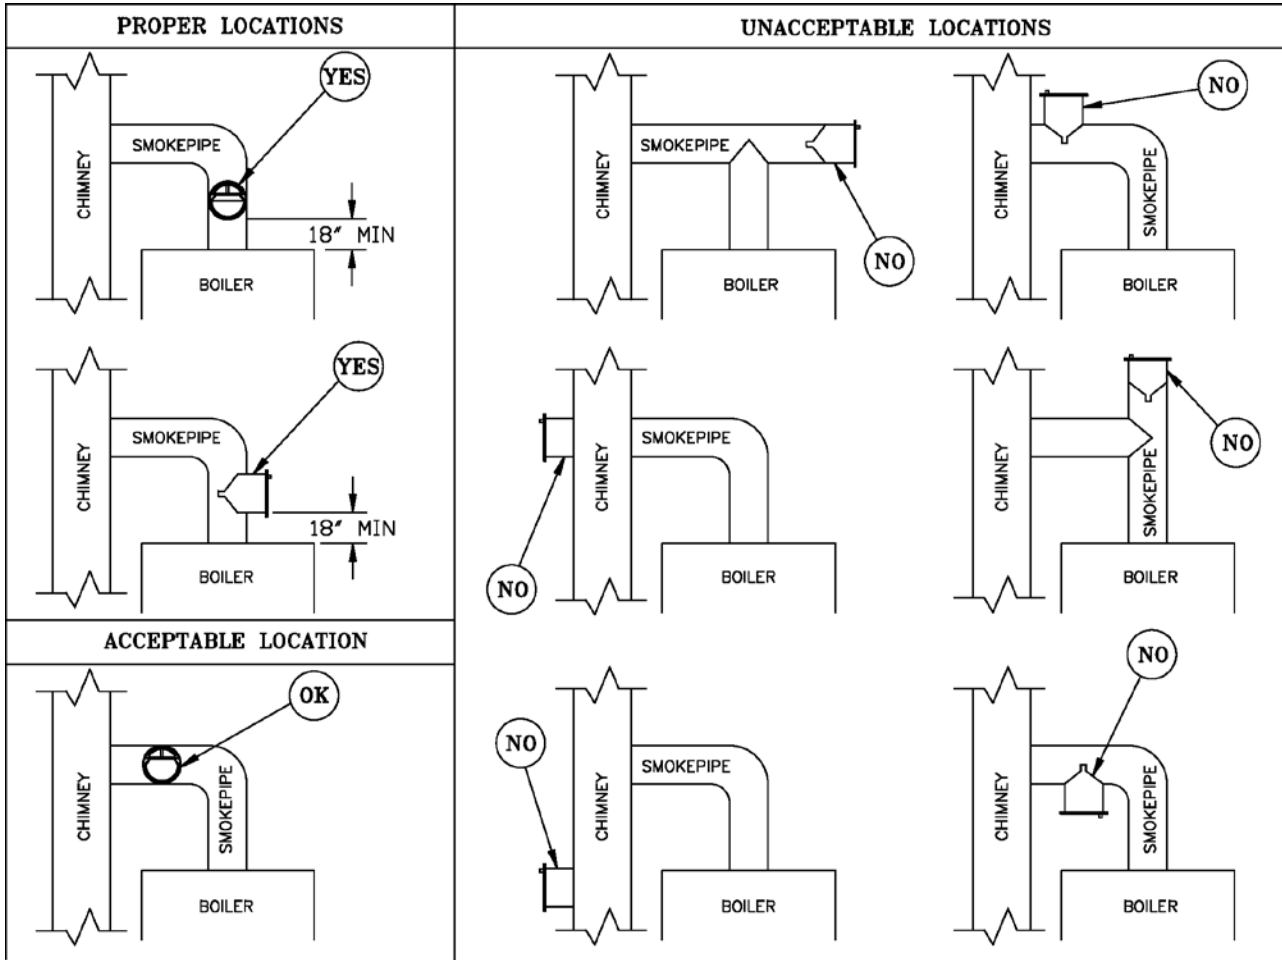 PROPER LOCATIONS
YES
CHIMNEY
SMOKEPIPE
18" MIN
BOILER
YES
CHIMNEY
SMOKEPIPE
18" MIN
BOILER
ACCEPTABLE LOCATION
OK
CHIMNEY
SMOKEPIPE
BOILER
UNACCEPTABLE LOCATIONS
CHIMNEY
SMOKEPIPE
NO
BOILER
NO
CHIMNEY
SMOKEPIPE
BOILER
CHIMNEY
SMOKEPIPE
NO
BOILER
CHIMNEY
NO
SMOKEPIPE
BOILER
NO
CHIMNEY
SMOKEPIPE
BOILER
NO
CHIMNEY
SMOKEPIPE
BOILER